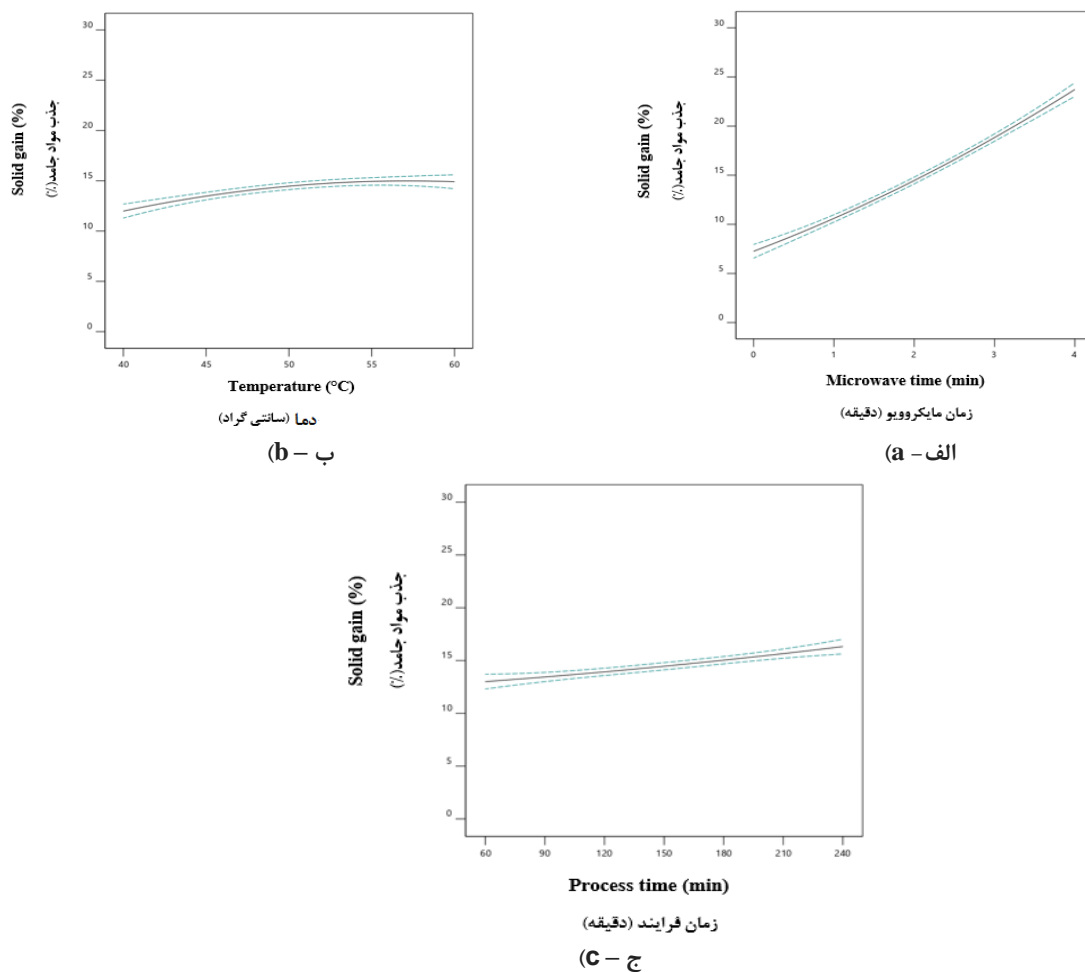 30
25
20
15
10
5
0
Solid gain (%)
جذب مواد جامد(٪)
40 45 50 55 60
Temperature (°C)
دما (سانتی گراد)
ب – b)
30
25
20
15
10
5
0
Solid gain (%)
جذب مواد جامد(٪)
0 1 2 3 4
Microwave time (min)
زمان مایکروویو (دقیقه)
الف - a)
30
25
20
15
10
5
0
Solid gain (%)
جذب مواد جامد(٪)
60 90 120 150 180 210 240
Process time (min)
زمان فرایند (دقیقه)
ج – c)